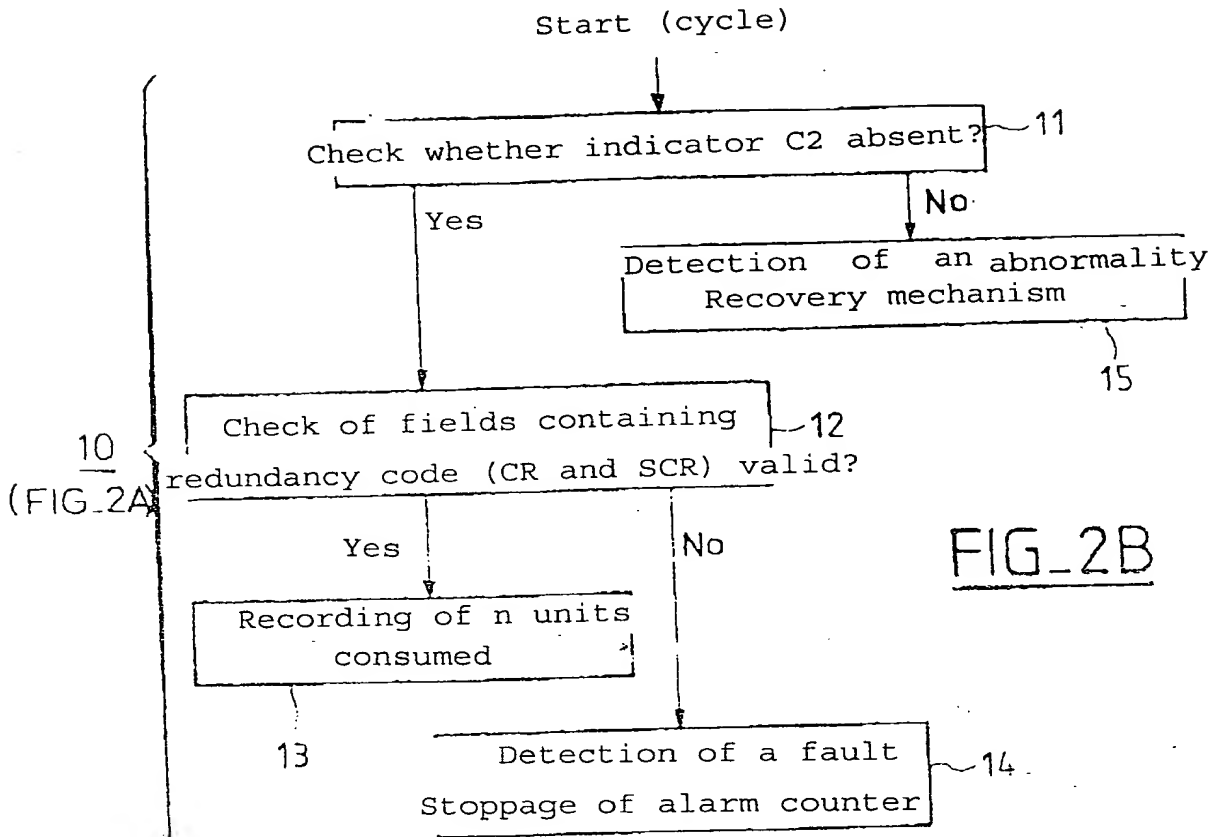 Start (cycle)
Check whether indicator C2 absent?
11
Yes
No
Detection of an abnormality
Recovery mechanism
15
Check of fields containing
redundancy code (CR and SCR) valid?
12
10
(FIG_2A)
Yes
No
FIG_2B
Recording of n units
consumed
13
Detection of a fault
Stoppage of alarm counter
14